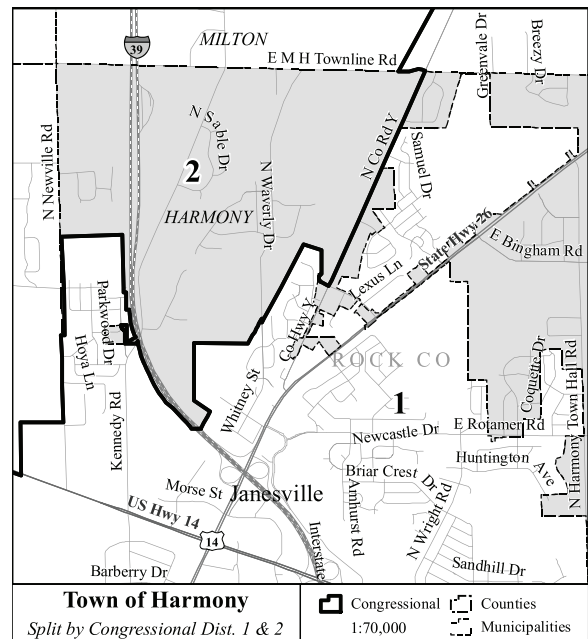 39
MILTON
E M H Townline Rd
Greenvale Dr
Breezy Dr
N Newville Rd
N Sable Dr
2
N Waverly Dr
N Co Rd Y
Samuel Dr
HARMONY
State Hwy 26
E Bingham Rd
Lexus Ln
Parkwood Dr
Hoya Ln
Co Hwy Y
ROCK CO
Whitney St
1
Coquette Dr
N Harmony Town Hall Rd
Kennedy Rd
Newcastle Dr
E Rotamer Rd
Huntington Ave
Briar Crest Dr
Morse St
Janesville
Amhurst Rd
N Wright Rd
US Hwy 14
14
Interstate
Barberry Dr
Sandhill Dr
Town of Harmony
Split by Congressional Dist. 1 & 2
Congressional
Counties
1:70,000
Municipalities